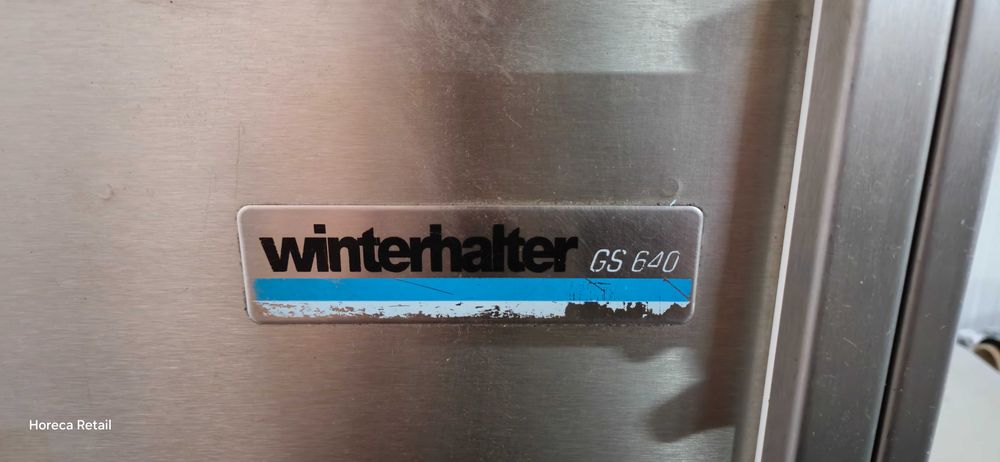 winterhalter GS 640
Horeca Retail